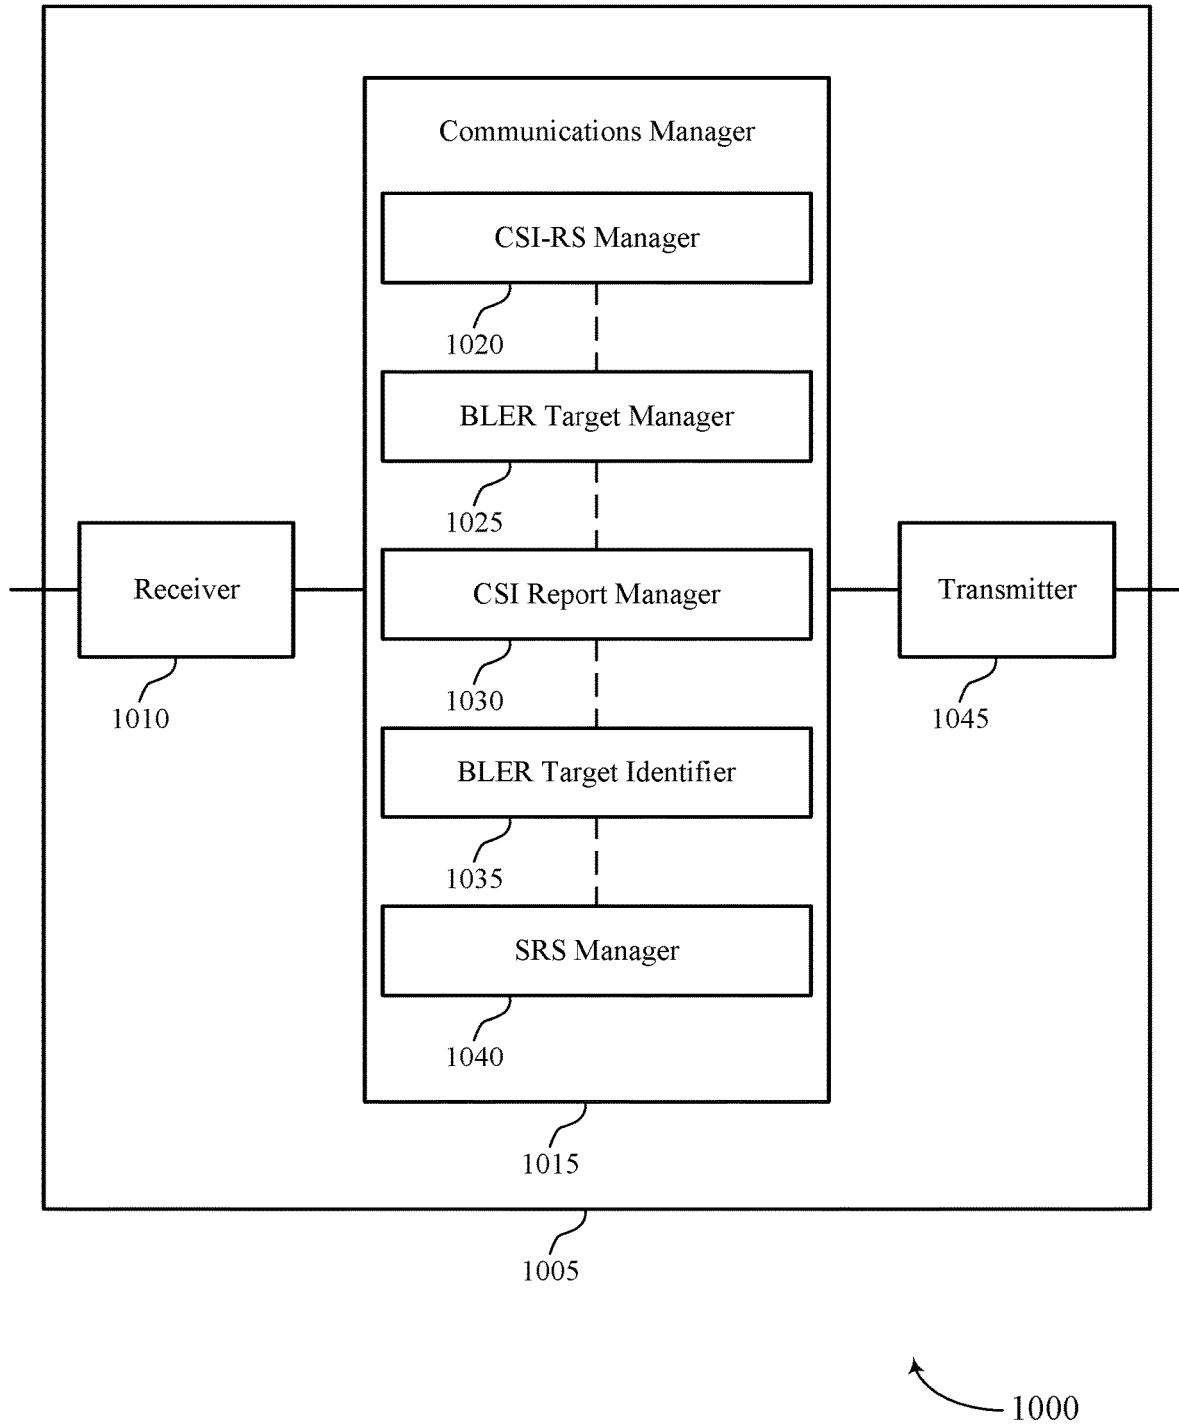 Communications Manager
CSI-RS Manager
1020
BLER Target Manager
1025
Receiver
1010
CSI Report Manager
1030
Transmitter
1045
BLER Target Identifier
1035
SRS Manager
1040
1015
1005
1000